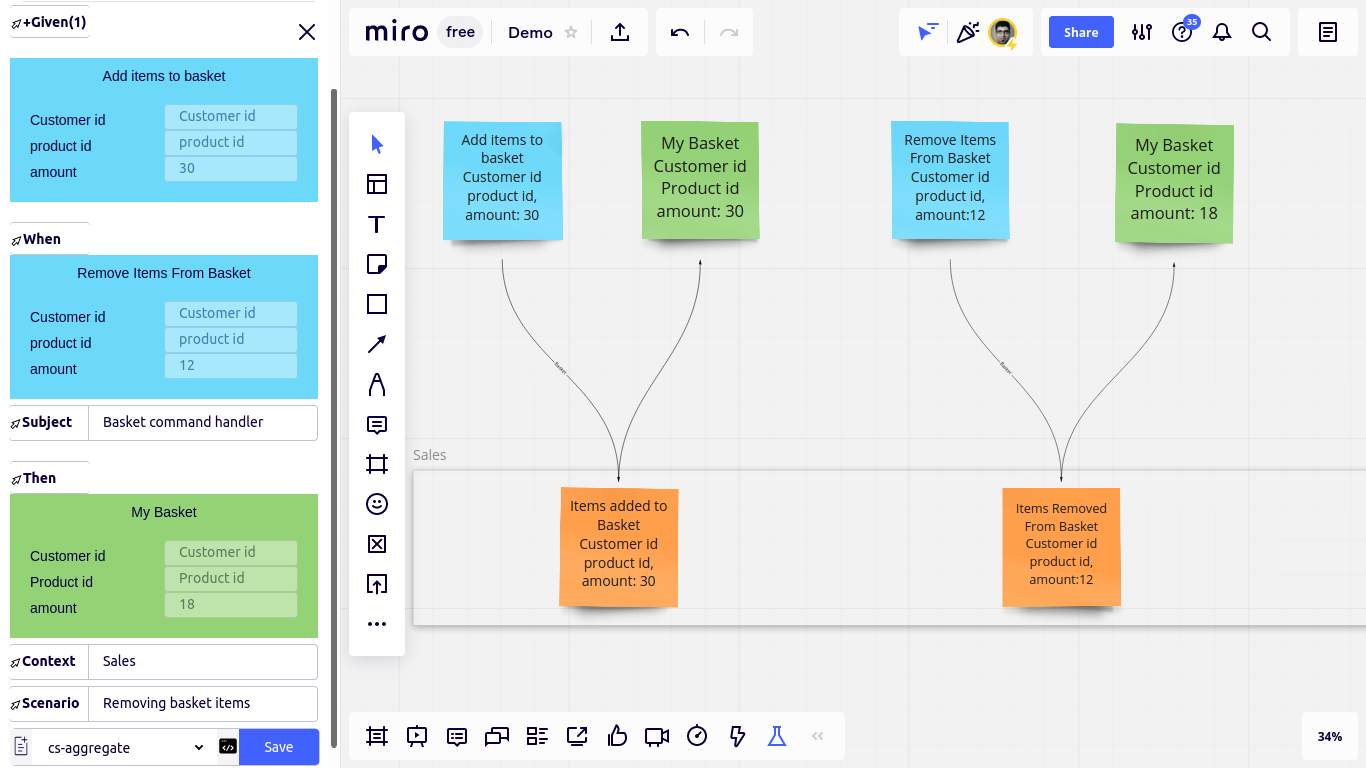 +Given(1)
Add items to basket
Customer id
Customer id
product id
product id
amount
30
When
Remove Items From Basket
Customer id
Customer id
product id
product id
amount
12
Subject
Basket command handler
Then
My Basket
Customer id
Customer id
Product id
Product id
amount
18
Context
Sales
Scenario
Removing basket items
cs-aggregate
Save
miro
free
Demo
Share
35
Add items to
basket
Customer id
product id,
amount: 30
My Basket
Customer id
Product id
amount: 30
Remove Items
From Basket
Customer id
product id,
amount:12
My Basket
Customer id
Product id
amount: 18
Basket
Basket
Sales
Items added to
Basket
Customer id
product id,
amount: 30
Items Removed
From Basket
Customer id
product id,
amount:12
34%